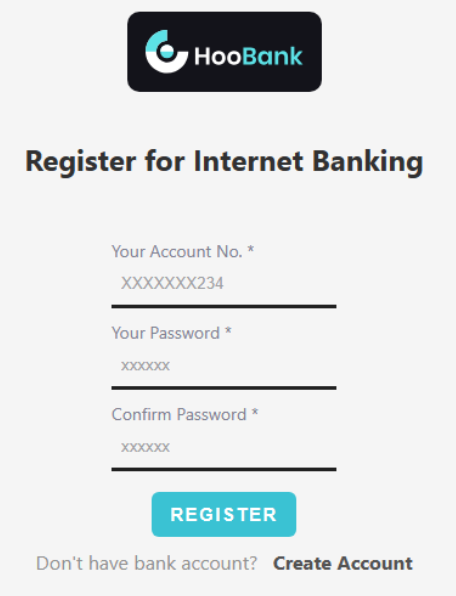 HooBank
Register for Internet Banking
Your Account No. *
XXXXXXX234
Your Password *
xxxxxx
Confirm Password *
xxxxxx
REGISTER
Don't have bank account? Create Account